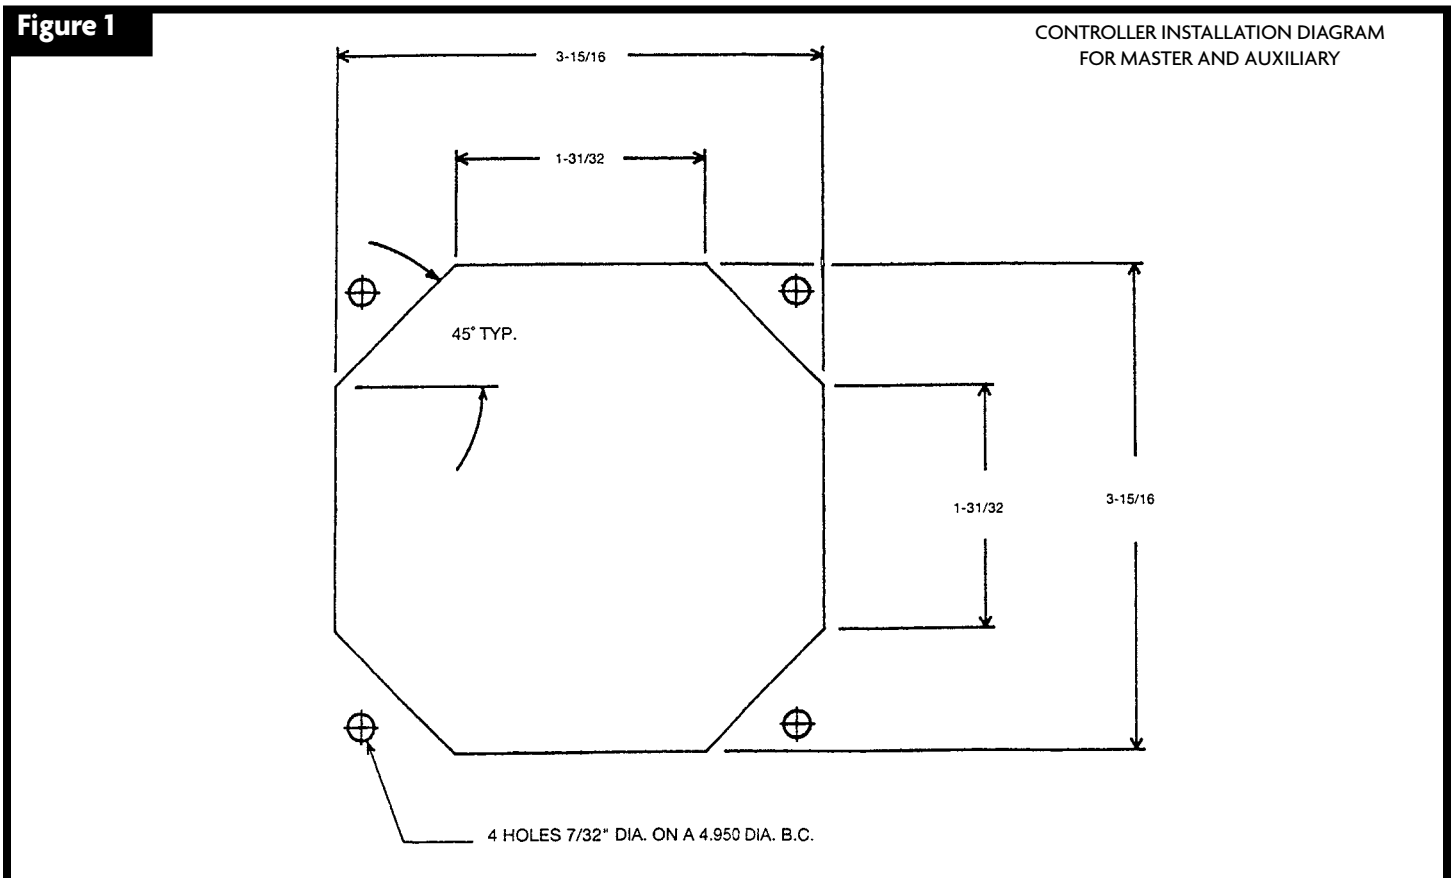 Figure 1
CONTROLLER INSTALLATION DIAGRAM
FOR MASTER AND AUXILIARY
3-15/16
1-31/32
45° TYP.
1-31/32
3-15/16
4 HOLES 7/32" DIA. ON A 4.950 DIA. B.C.